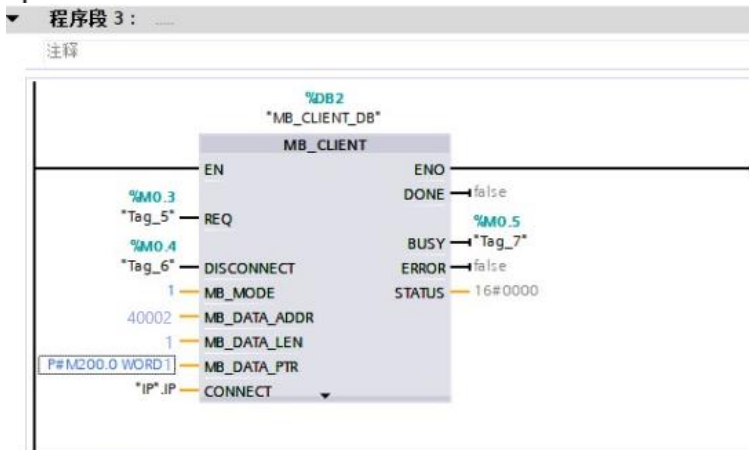 程序段 3： ......
注释
%DB2
"MB_CLIENT_DB"
MB_CLIENT
EN ENO
%M0.3 DONE false
"Tag_5" REQ %M0.5
%M0.4 BUSY "Tag_7"
"Tag_6" DISCONNECT ERROR false
1 MB_MODE STATUS 16#0000
40002 MB_DATA_ADDR
1 MB_DATA_LEN
P#M200.0 WORD1 MB_DATA_PTR
"IP".IP CONNECT